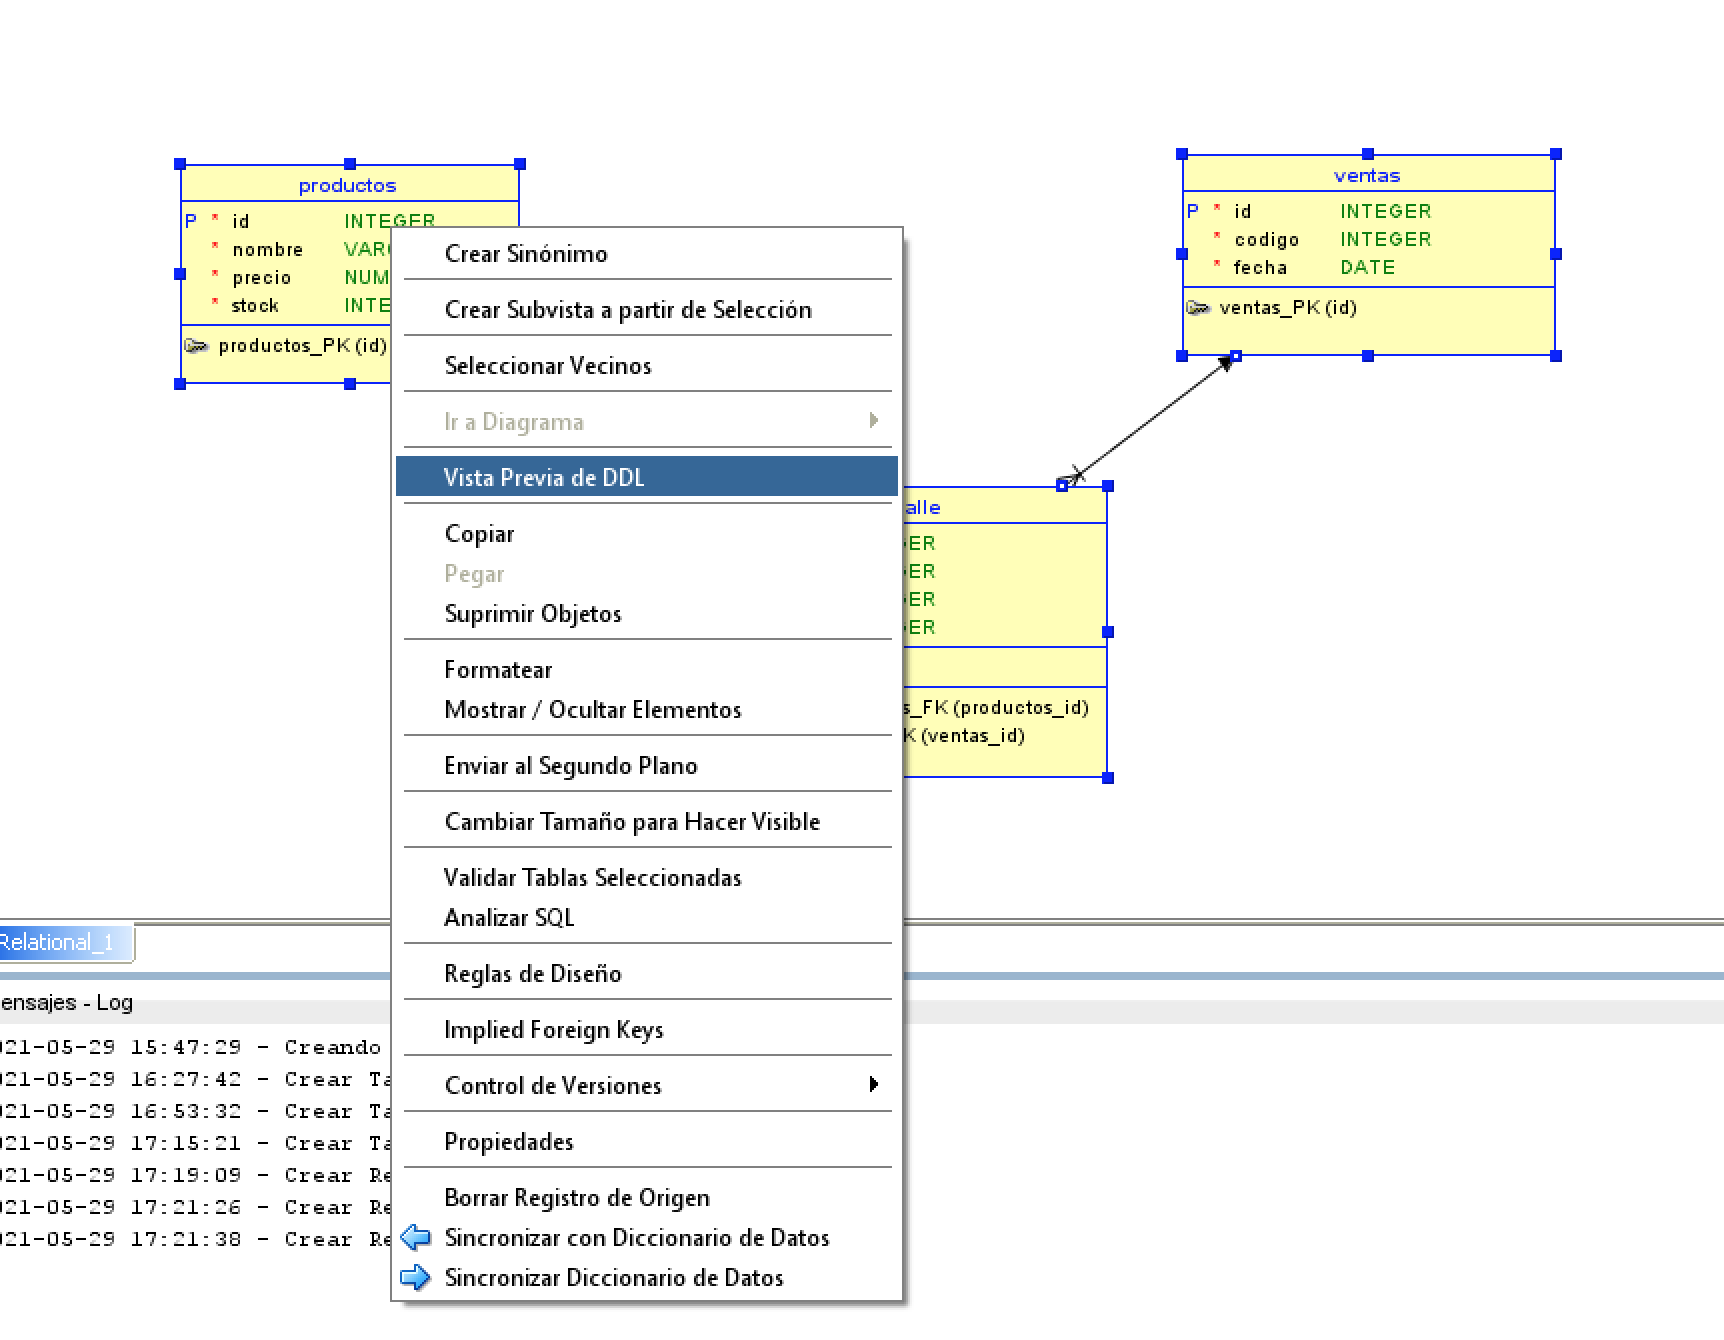 productos
P * id INTEGER
* nombre
* precio
* stock
productos_PK (id)
ventas
P * id INTEGER
* codigo INTEGER
* fecha DATE
ventas_PK (id)
Crear Sinónimo
Crear Subvista a partir de Selección
Seleccionar Vecinos
Ir a Diagrama
Vista Previa de DDL
Copiar
Pegar
Suprimir Objetos
Formatear
Mostrar / Ocultar Elementos
Enviar al Segundo Plano
Cambiar Tamaño para Hacer Visible
Validar Tablas Seleccionadas
Analizar SQL
Reglas de Diseño
Implied Foreign Keys
Control de Versiones
Propiedades
Borrar Registro de Origen
Sincronizar con Diccionario de Datos
Sincronizar Diccionario de Datos
alle
GER
GER
GER
GER
s_FK (productos_id)
K (ventas_id)
Relational_1
ensajes - Log
021-05-29 15:47:29 - Creando
021-05-29 16:27:42 - Crear Ta
021-05-29 16:53:32 - Crear Ta
021-05-29 17:15:21 - Crear Ta
021-05-29 17:19:09 - Crear Re
021-05-29 17:21:26 - Crear Re
021-05-29 17:21:38 - Crear Re